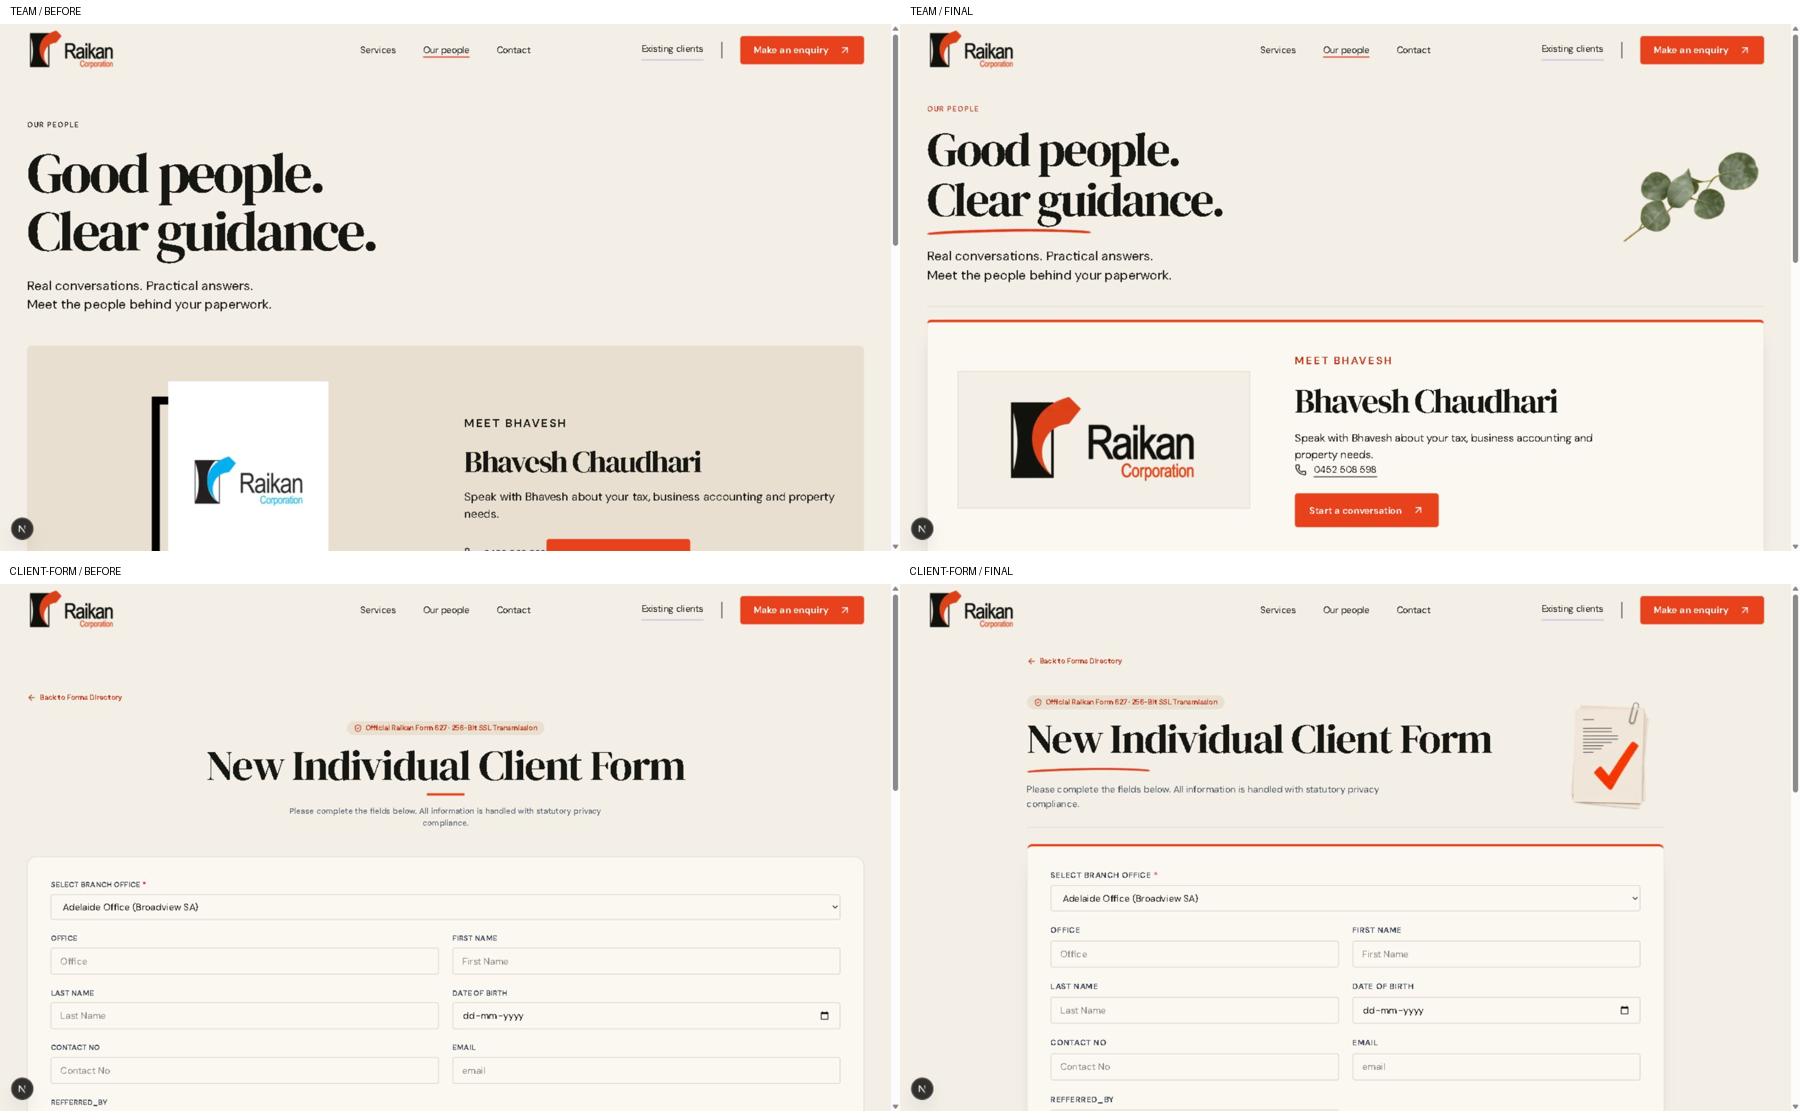 TEAM / BEFORE
Raikan
Corporation
Services
Our people
Contact
Existing clients
Make an enquiry
OUR PEOPLE
Good people.
Clear guidance.
Real conversations. Practical answers.
Meet the people behind your paperwork.
Raikan
Corporation
MEET BHAVESH
Bhavesh Chaudhari
Speak with Bhavesh about your tax, business accounting and property
needs.
N
TEAM / FINAL
Raikan
Corporation
Services
Our people
Contact
Existing clients
Make an enquiry
OUR PEOPLE
Good people.
Clear guidance.
Real conversations. Practical answers.
Meet the people behind your paperwork.
Raikan
Corporation
MEET BHAVESH
Bhavesh Chaudhari
Speak with Bhavesh about your tax, business accounting and
property needs.
0452 508 598
Start a conversation
N
CLIENT-FORM / BEFORE
Raikan
Corporation
Services
Our people
Contact
Existing clients
Make an enquiry
Back to Forms Directory
Official Raikan Form 627 · 256-Bit SSL Transmission
New Individual Client Form
Please complete the fields below. All information is handled with statutory privacy
compliance.
SELECT BRANCH OFFICE *
Adelaide Office (Broadview SA)
OFFICE
FIRST NAME
Office
First Name
LAST NAME
DATE OF BIRTH
Last Name
dd-mm-yyyy
CONTACT NO
EMAIL
Contact No
email
REFFERRED_BY
N
CLIENT-FORM / FINAL
Raikan
Corporation
Services
Our people
Contact
Existing clients
Make an enquiry
Back to Forms Directory
Official Raikan Form 627 · 256-Bit SSL Transmission
New Individual Client Form
Please complete the fields below. All information is handled with statutory privacy
compliance.
SELECT BRANCH OFFICE *
Adelaide Office (Broadview SA)
OFFICE
FIRST NAME
Office
First Name
LAST NAME
DATE OF BIRTH
Last Name
dd-mm-yyyy
CONTACT NO
EMAIL
Contact No
email
REFFERRED_BY
N